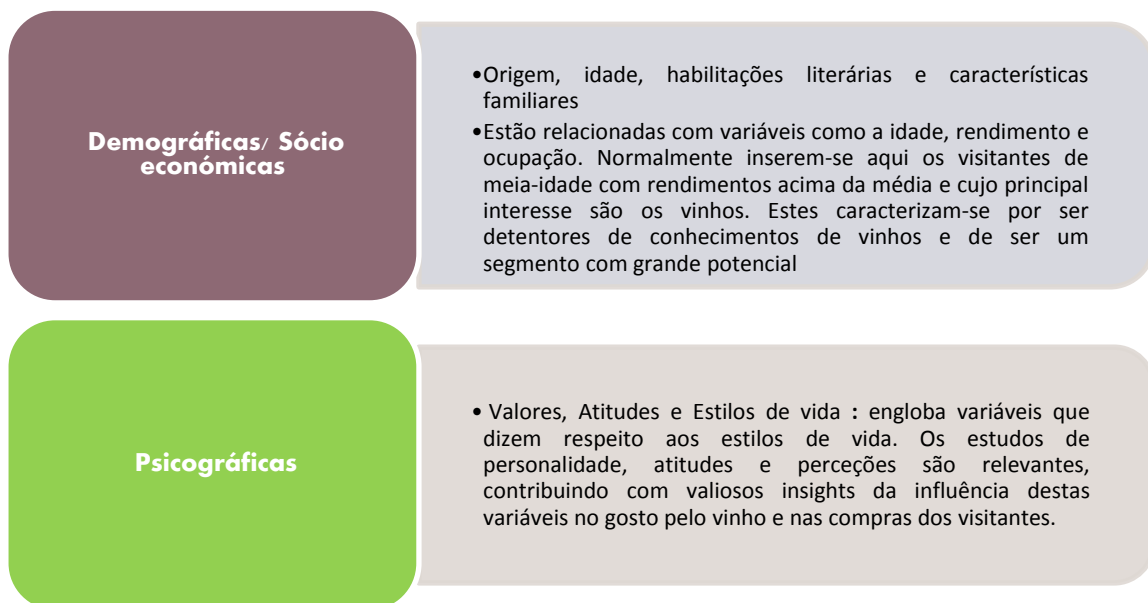 Demográficas/ Sócio
económicas
•Origem, idade, habilitações literárias e características
familiares
•Estão relacionadas com variáveis como a idade, rendimento e
ocupação. Normalmente inserem-se aqui os visitantes de
meia-idade com rendimentos acima da média e cujo principal
interesse são os vinhos. Estes caracterizam-se por ser
detentores de conhecimentos de vinhos e de ser um
segmento com grande potencial
Psicográficas
• Valores, Atitudes e Estilos de vida : engloba variáveis que
dizem respeito aos estilos de vida. Os estudos de
personalidade, atitudes e perceções são relevantes,
contribuindo com valiosos insights da influência destas
variáveis no gosto pelo vinho e nas compras dos visitantes.